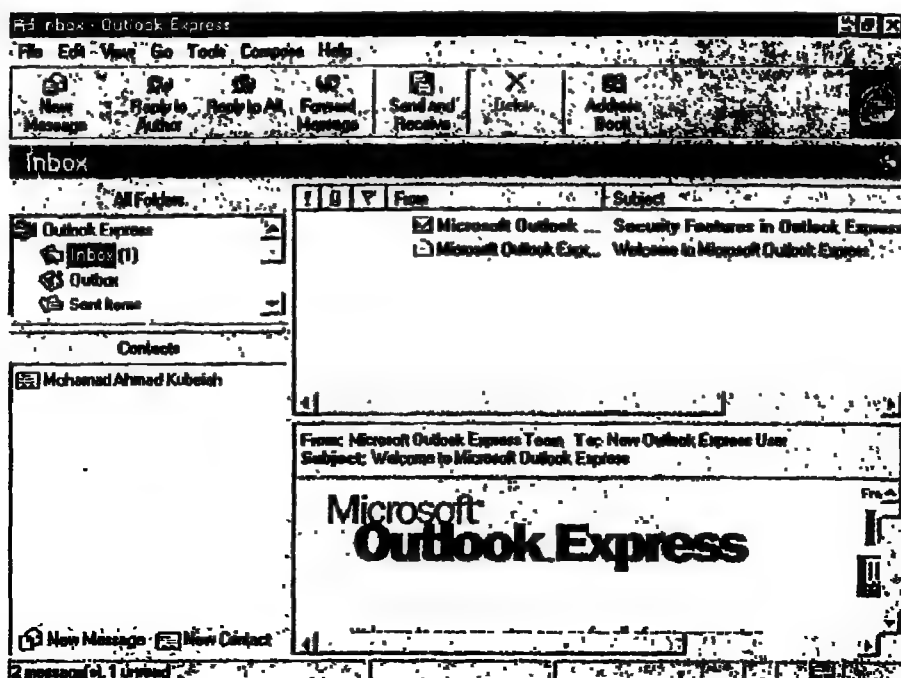 Inbox - Outlook Express
File Edit View Go Tools Compose Help
New Message Reply to Author Reply to All Forward Message Send and Receive Delete Address Book
Inbox
All Folders
Outlook Express
Inbox (1)
Outbox
Sent Items
Contacts
Mohamad Ahmad Kubeiah
New Message New Contact
! From Subject
Microsoft Outlook ... Security Features in Outlook Express
Microsoft Outlook Expr... Welcome to Microsoft Outlook Express
From: Microsoft Outlook Express Team To: New Outlook Express User
Subject: Welcome to Microsoft Outlook Express
Microsoft
Outlook Express
2 message(s), 1 unread